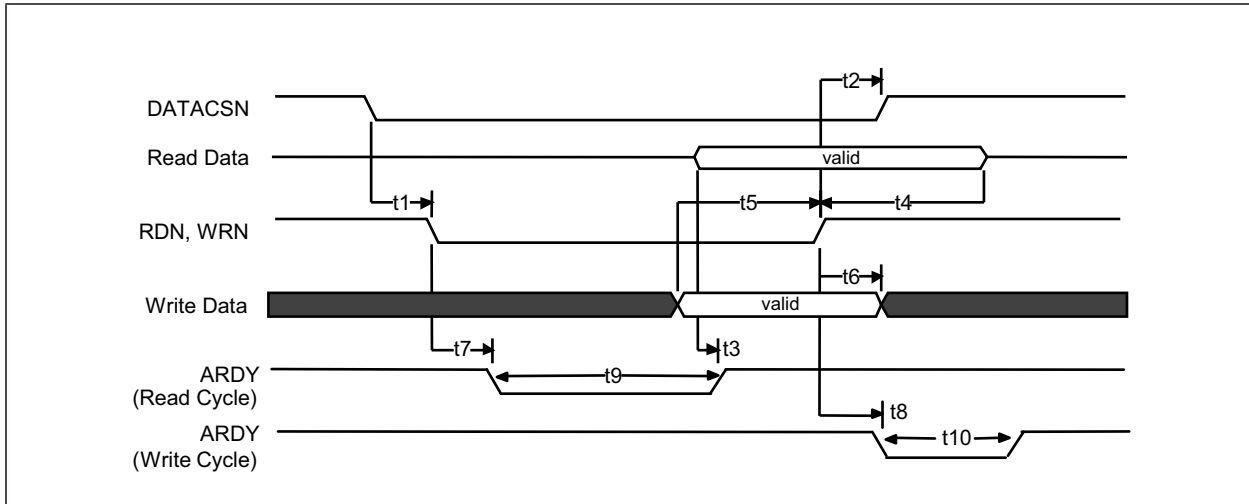 t2
DATACSN
Read Data
valid
t1
t5
t4
RDN, WRN
t6
Write Data
valid
t7
t3
ARDY
t9
(Read Cycle)
t8
ARDY
t10
(Write Cycle)